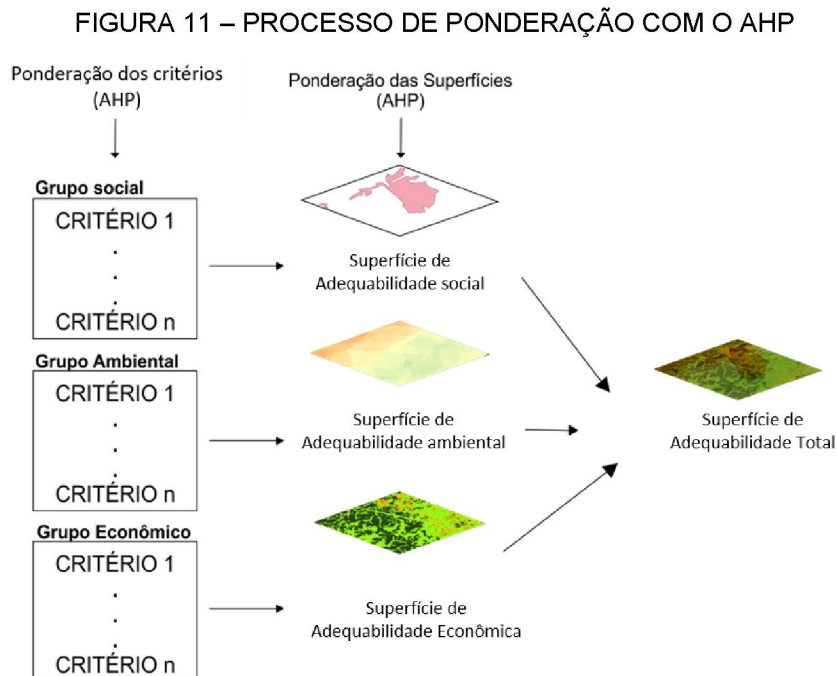 FIGURA 11 – PROCESSO DE PONDERAÇÃO COM O AHP
Ponderação dos critérios
(AHP)
Ponderação das Superfícies
(AHP)
Grupo social
CRITÉRIO 1
.
.
.
CRITÉRIO n
Superfície de
Adequabilidade social
Grupo Ambiental
CRITÉRIO 1
.
.
.
CRITÉRIO n
Superfície de
Adequabilidade ambiental
Superfície de
Adequabilidade Total
Grupo Econômico
CRITÉRIO 1
.
.
.
CRITÉRIO n
Superfície de
Adequabilidade Econômica